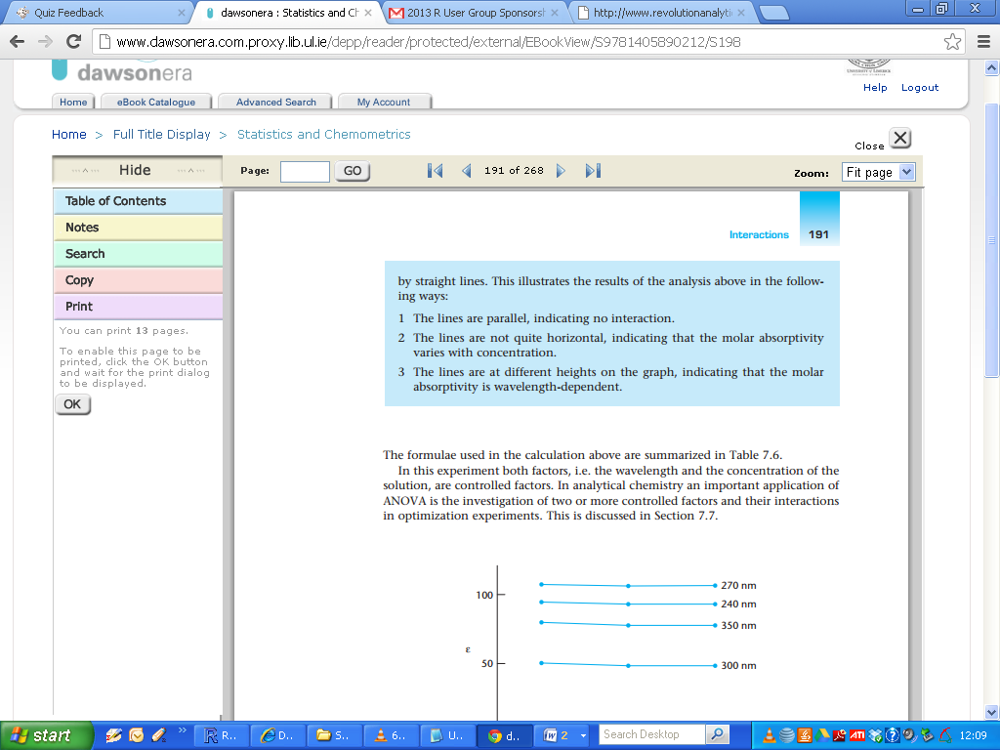 Quiz Feedback
dawsonera : Statistics and Ch
2013 R User Group Sponsors
http://www.revolutionanalyti
www.dawsonera.com.proxy.lib.ul.ie/depp/reader/protected/external/EBookView/S9781405890212/S198
dawsonera
Help Logout
Home eBook Catalogue Advanced Search My Account
Home > Full Title Display > Statistics and Chemometrics
Close
Hide
Page: GO 191 of 268 Zoom: Fit page
Table of Contents
Notes
Search
Copy
Print
You can print 13 pages.
To enable this page to be
printed, click the OK button
and wait for the print dialog
to be displayed.
OK
Interactions 191
by straight lines. This illustrates the results of the analysis above in the follow-
ing ways:
1 The lines are parallel, indicating no interaction.
2 The lines are not quite horizontal, indicating that the molar absorptivity
varies with concentration.
3 The lines are at different heights on the graph, indicating that the molar
absorptivity is wavelength-dependent.
The formulae used in the calculation above are summarized in Table 7.6.
In this experiment both factors, i.e. the wavelength and the concentration of the
solution, are controlled factors. In analytical chemistry an important application of
ANOVA is the investigation of two or more controlled factors and their interactions
in optimization experiments. This is discussed in Section 7.7.
270 nm
100
240 nm
350 nm
ε
50
300 nm
start
R..
D..
S..
6..
U..
d..
2
Search Desktop
12:09